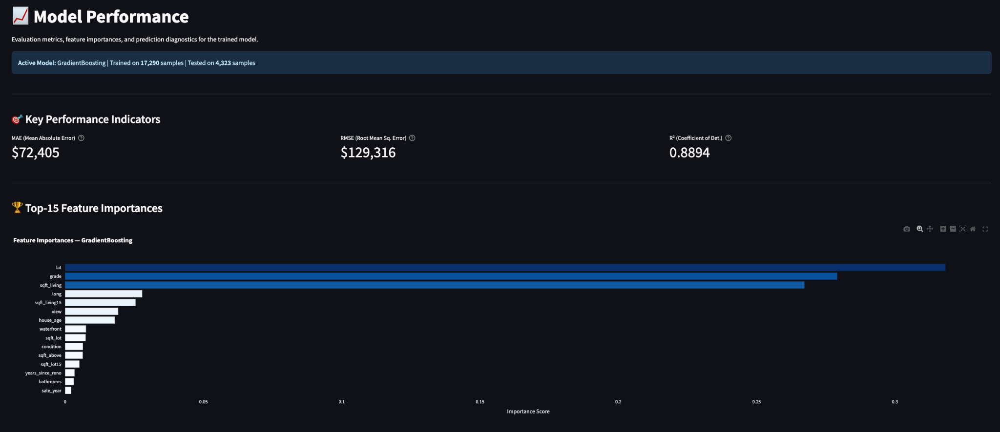 Model Performance
Evaluation metrics, feature importances, and prediction diagnostics for the trained model.
Active Model: GradientBoosting | Trained on 17,290 samples | Tested on 4,323 samples
Key Performance Indicators
MAE (Mean Absolute Error) ?
RMSE (Root Mean Sq. Error) ?
R² (Coefficient of Det.) ?
$72,405
$129,316
0.8894
Top-15 Feature Importances
Feature Importances — GradientBoosting
lat
grade
sqft_living
long
sqft_living15
view
house_age
waterfront
sqft_lot
condition
sqft_above
sqft_lot15
years_since_reno
bathrooms
sale_year
0 0.05 0.1 0.15 0.2 0.25 0.3
Importance Score